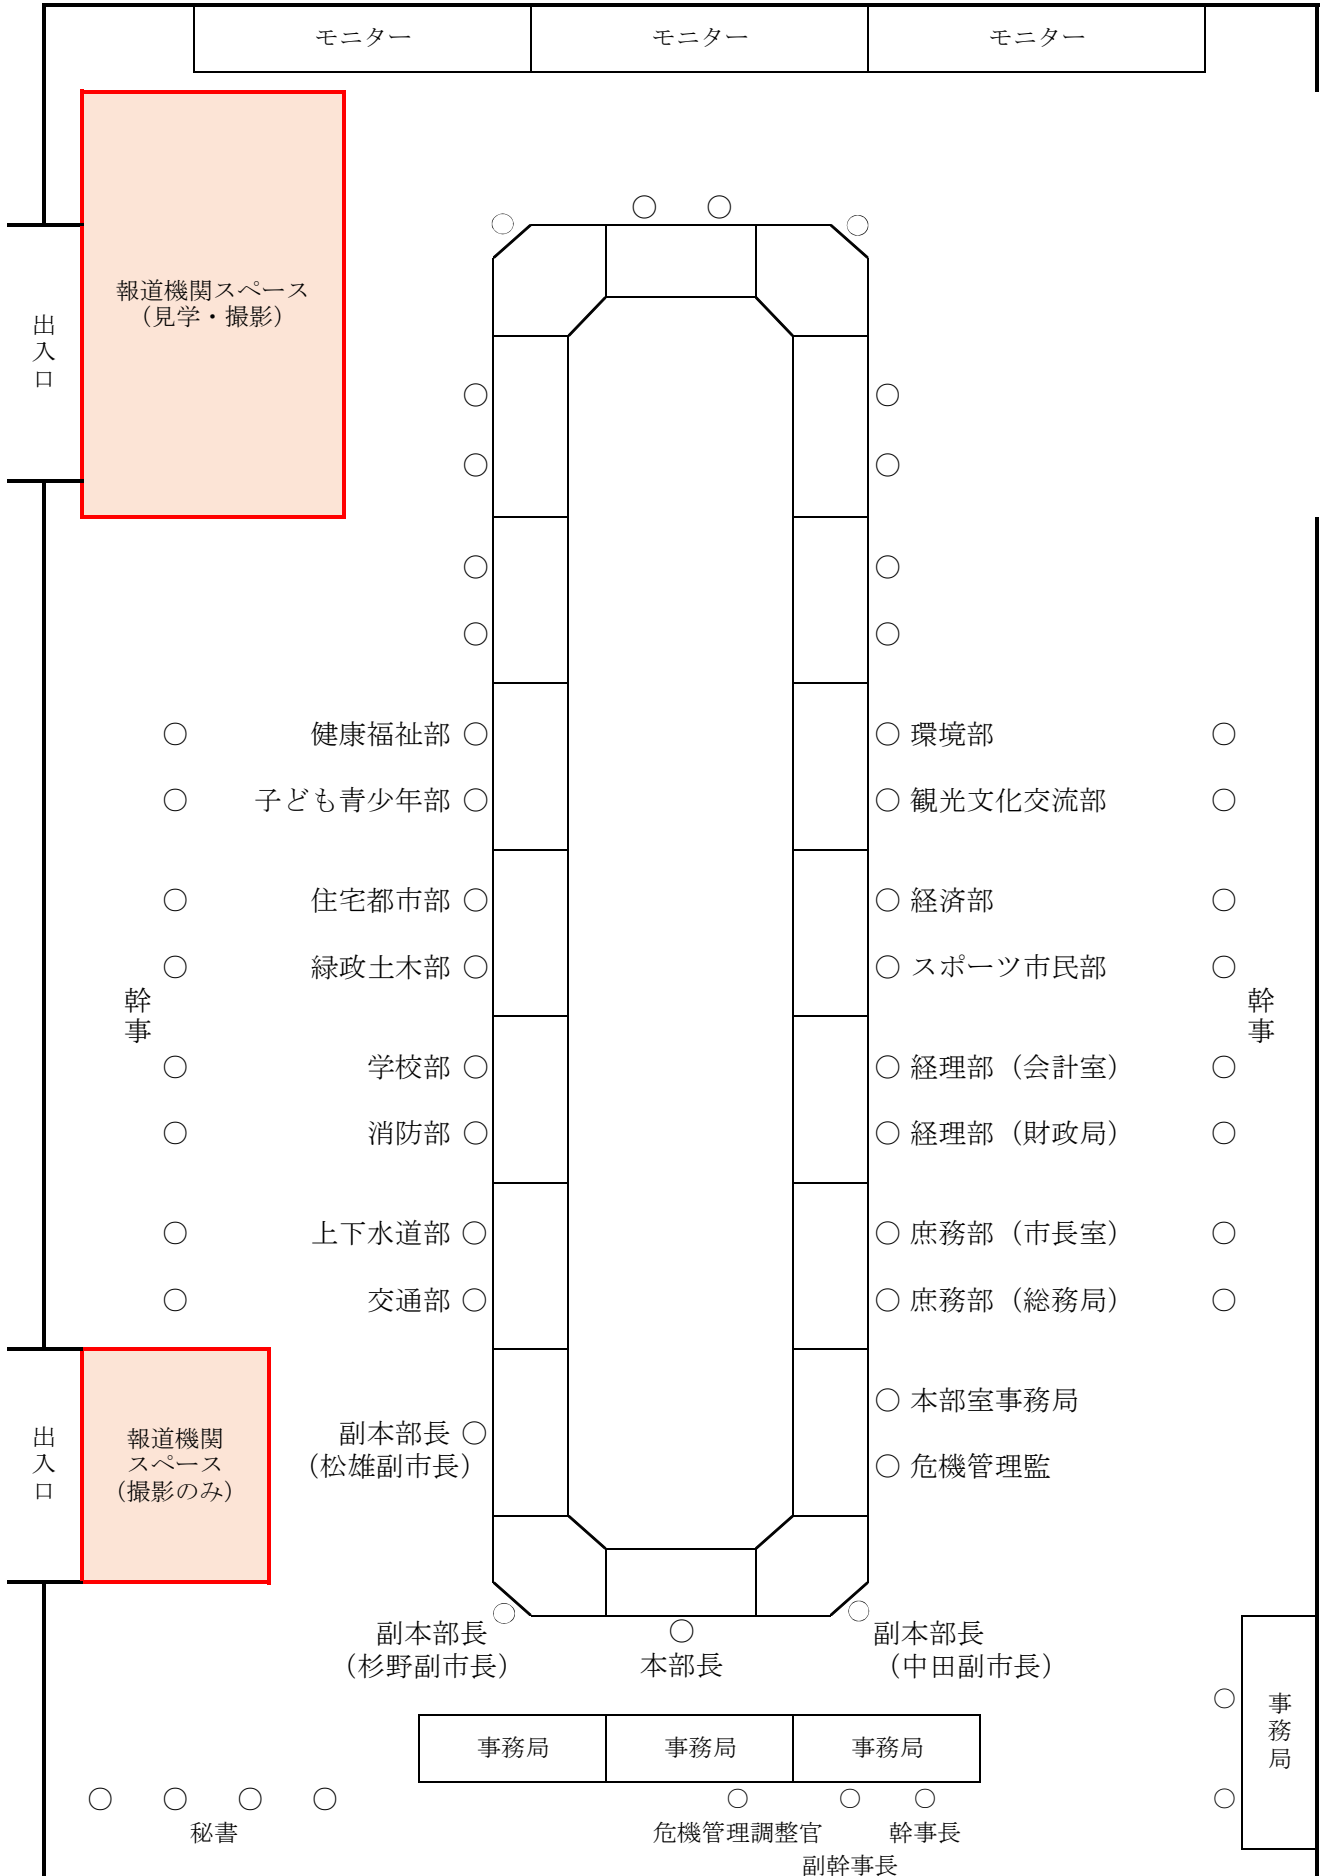 モニター
モニター
モニター
報道機関スペース
（見学・撮影）
出入口
健康福祉部
環境部
子ども青少年部
観光文化交流部
住宅都市部
経済部
緑政土木部
スポーツ市民部
幹事
幹事
学校部
経理部（会計室）
消防部
経理部（財政局）
上下水道部
庶務部（市長室）
交通部
庶務部（総務局）
出入口
報道機関
スペース
（撮影のみ）
副本部長
（松雄副市長）
本部室事務局
危機管理監
副本部長
（杉野副市長）
本部長
副本部長
（中田副市長）
事務局
事務局
事務局
事務局
秘書
危機管理調整官
幹事長
副幹事長